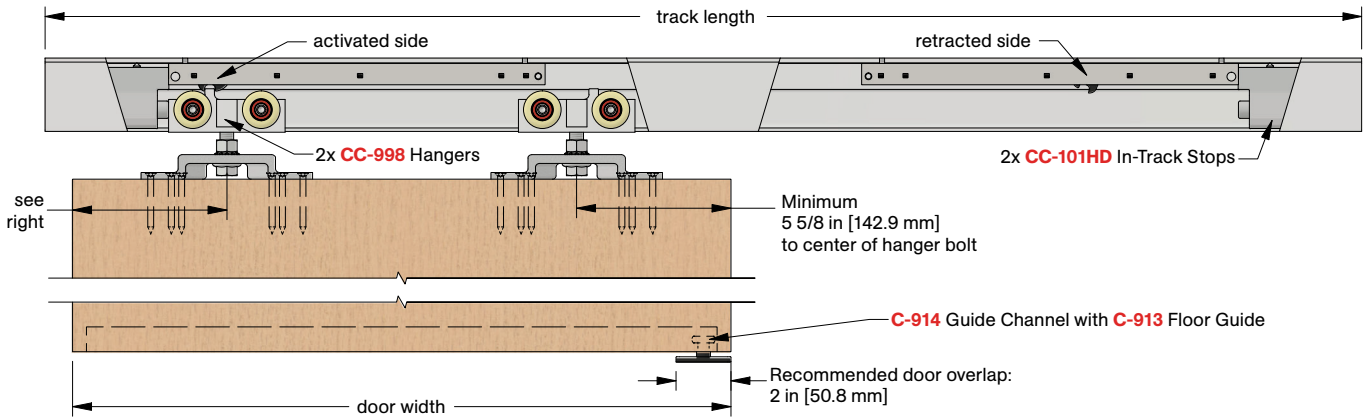 track length
activated side
retracted side
2x CC-998 Hangers
2x CC-101HD In-Track Stops
see
right
Minimum
5 5/8 in [142.9 mm]
to center of hanger bolt
C-914 Guide Channel with C-913 Floor Guide
Recommended door overlap:
2 in [50.8 mm]
door width